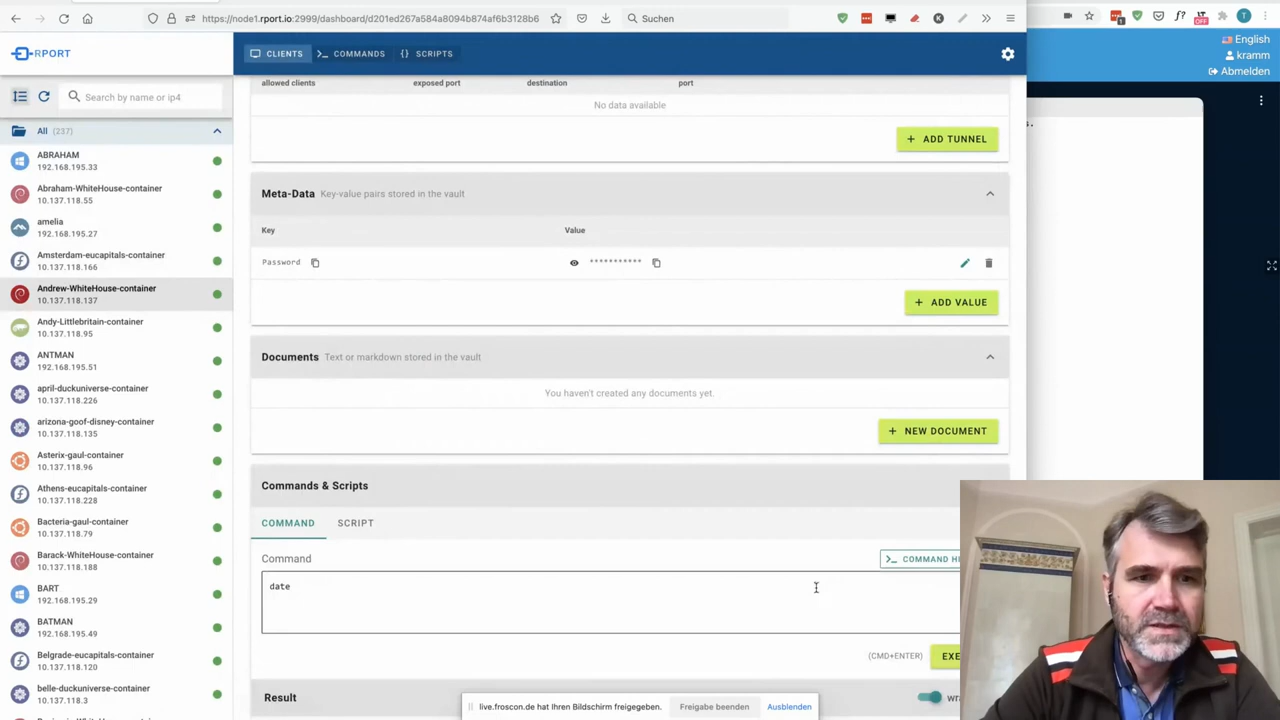 https://node1.rport.io:2999/dashboard/d201ed267a584a8094b874af6b3128b6
Suchen
RPORT
CLIENTS
COMMANDS
SCRIPTS
English
kramm
Abmelden
Search by name or ip4
All (237)
ABRAHAM
192.168.195.33
Abraham-WhiteHouse-container
10.137.118.55
amelia
192.168.195.27
Amsterdam-eucapitals-container
10.137.118.166
Andrew-WhiteHouse-container
10.137.118.137
Andy-Littlebritain-container
10.137.118.95
ANTMAN
192.168.195.51
april-duckuniverse-container
10.137.118.226
arizona-goof-disney-container
10.137.118.135
Asterix-gaul-container
10.137.118.96
Athens-eucapitals-container
10.137.118.228
Bacteria-gaul-container
10.137.118.79
Barack-WhiteHouse-container
10.137.118.188
BART
192.168.195.29
BATMAN
192.168.195.49
Belgrade-eucapitals-container
10.137.118.120
belle-duckuniverse-container
10.137.118.3
allowed clients exposed port destination port
No data available
+ ADD TUNNEL
Meta-Data Key-value pairs stored in the vault
Key Value
Password ***********
+ ADD VALUE
Documents Text or markdown stored in the vault
You haven't created any documents yet.
+ NEW DOCUMENT
Commands & Scripts
COMMAND SCRIPT
Command
>_ COMMAND HI
date
(CMD+ENTER) EXE
Result
wra
live.froscon.de hat Ihren Bildschirm freigegeben. Freigabe beenden Ausblenden